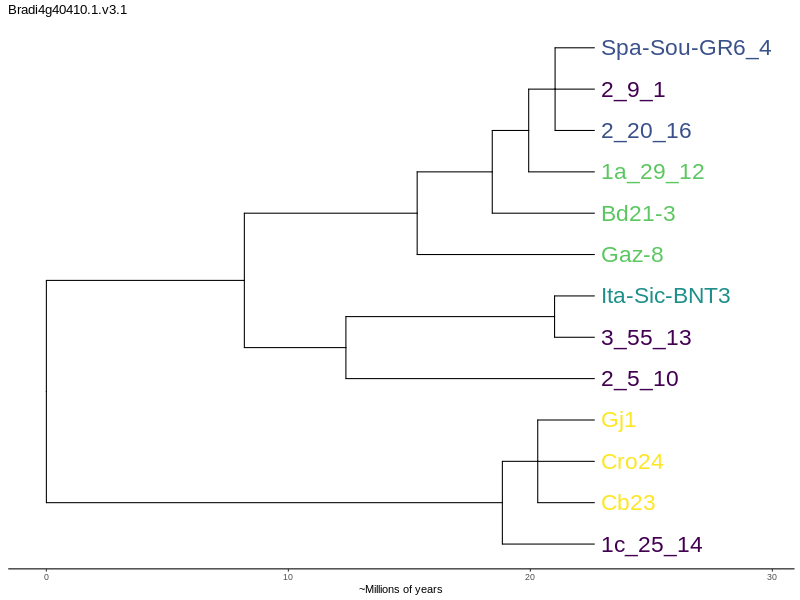 Bradi4g40410.1.v3.1
Spa-Sou-GR6_4
2_9_1
2_20_16
1a_29_12
Bd21-3
Gaz-8
Ita-Sic-BNT3
3_55_13
2_5_10
Gj1
Cro24
Cb23
1c_25_14
0 10 20 30
~Millions of years